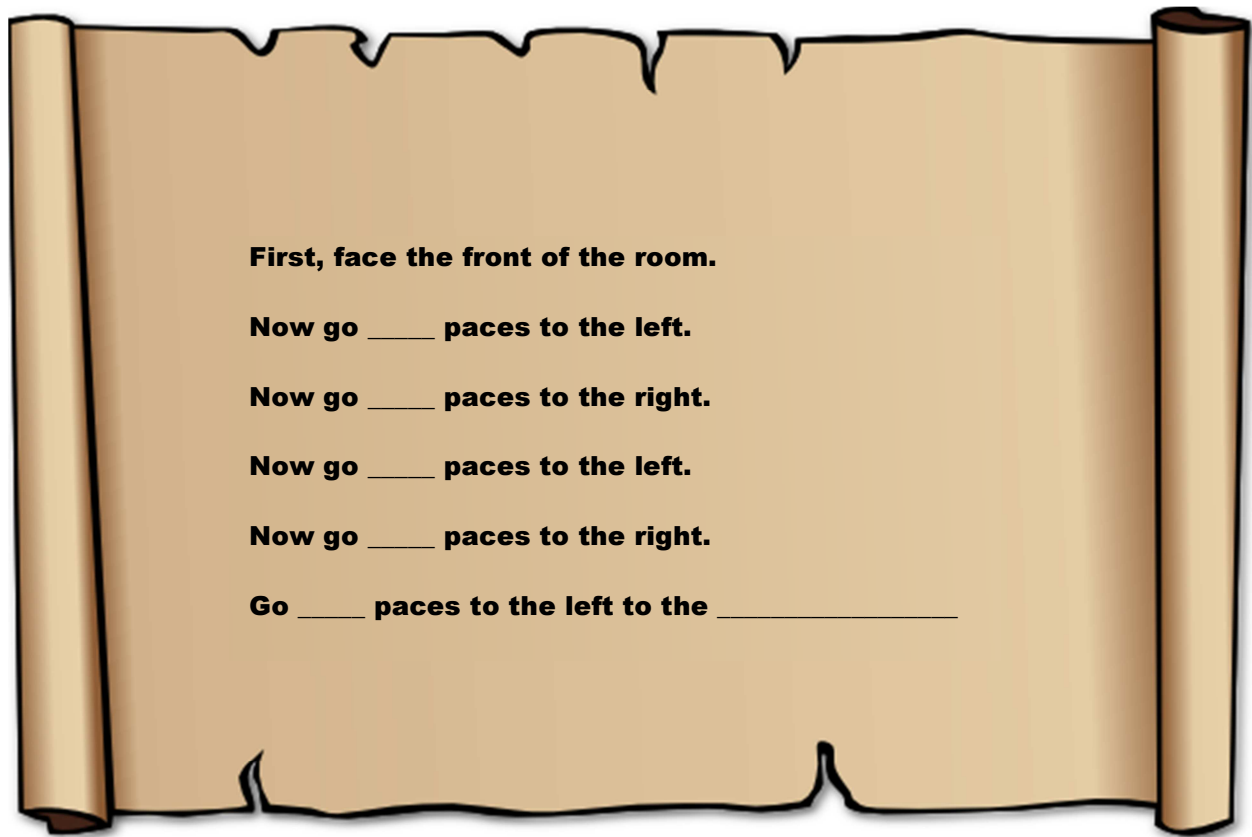 First, face the front of the room.
Now go _____ paces to the left.
Now go _____ paces to the right.
Now go _____ paces to the left.
Now go _____ paces to the right.
Go _____ paces to the left to the __________________